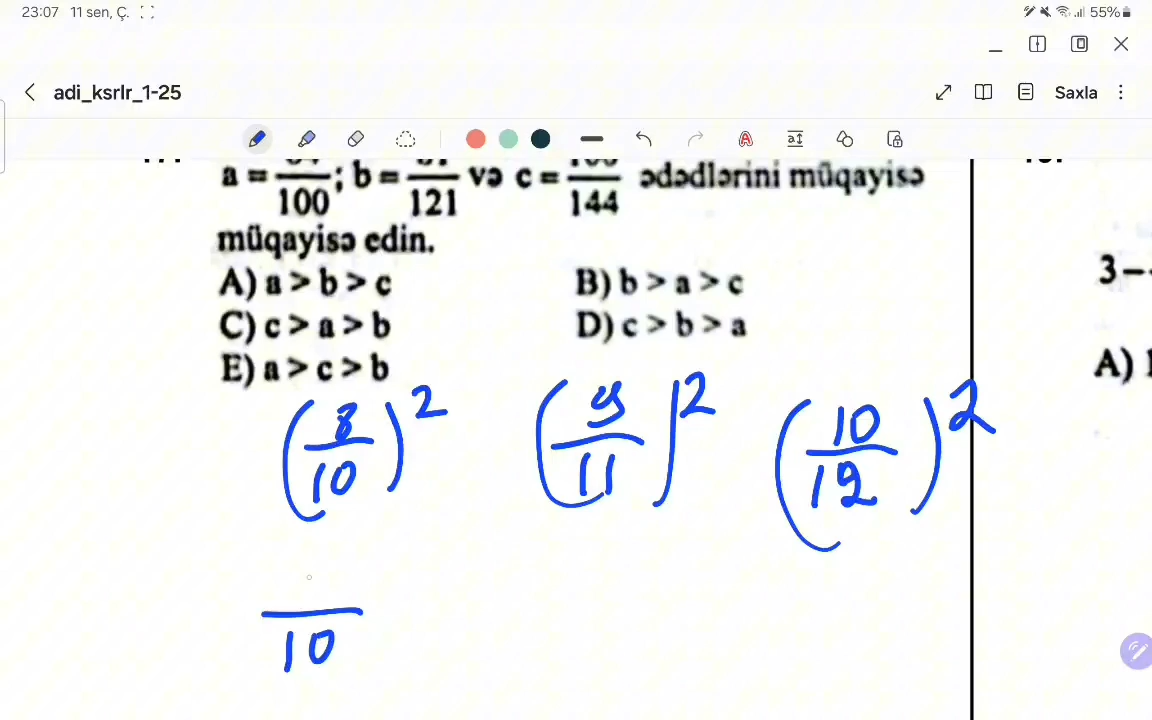 23:07 11 sen, Ç. 55%
adi_ksrlr_1-25 Saxla
a = /100 ; b = /121 və c = /144 ədədlərini müqayisə
müqayisə edin.
A) a > b > c B) b > a > c
C) c > a > b D) c > b > a
E) a > c > b
3-
A)
(8/10)² (9/11)² (10/12)²
10